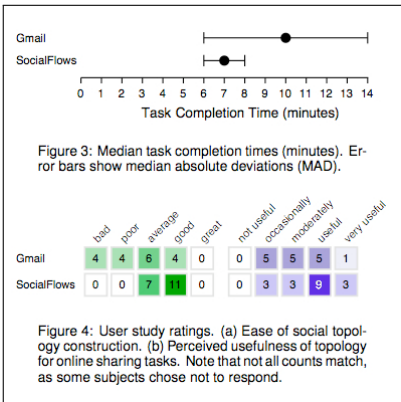 Gmail
SocialFlows
0 1 2 3 4 5 6 7 8 9 10 11 12 13 14
Task Completion Time (minutes)
Figure 3: Median task completion times (minutes). Er-
ror bars show median absolute deviations (MAD).
bad poor average good great not useful occasionally moderately useful very useful
Gmail 4 4 6 4 0 0 5 5 5 1
SocialFlows 0 0 7 11 0 0 3 3 9 3
Figure 4: User study ratings. (a) Ease of social topol-
ogy construction. (b) Perceived usefulness of topology
for online sharing tasks. Note that not all counts match,
as some subjects chose not to respond.